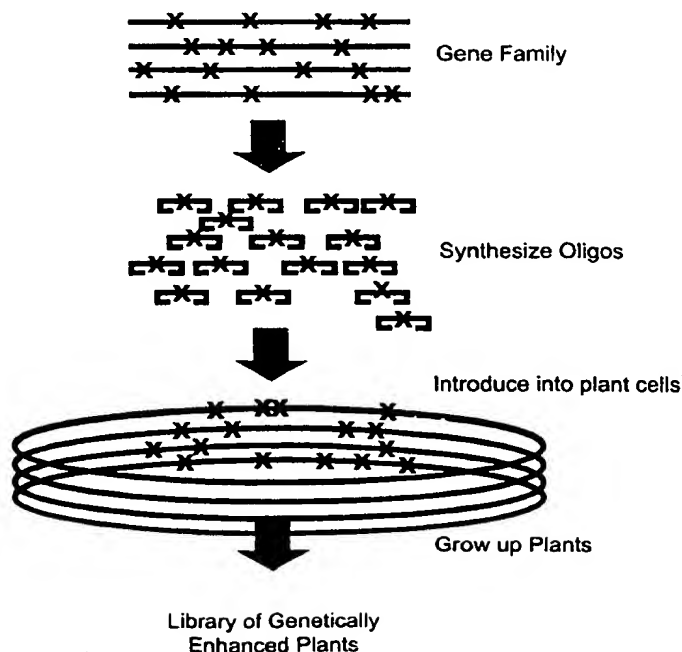 Gene Family
Synthesize Oligos
Introduce into plant cells
Grow up Plants
Library of Genetically
Enhanced Plants